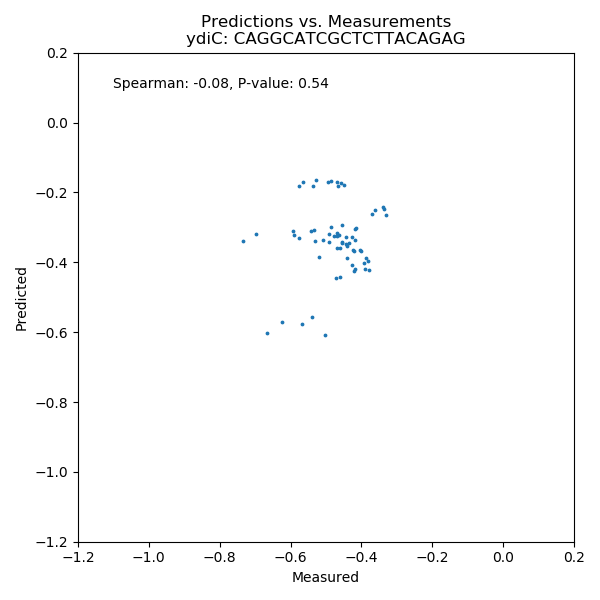 Predictions vs. Measurements
ydiC: CAGGCATCGCTCTTACAGAG
Spearman: -0.08, P-value: 0.54
0.2
0.0
−0.2
−0.4
−0.6
−0.8
−1.0
−1.2
Predicted
−1.2 −1.0 −0.8 −0.6 −0.4 −0.2 0.0 0.2
Measured